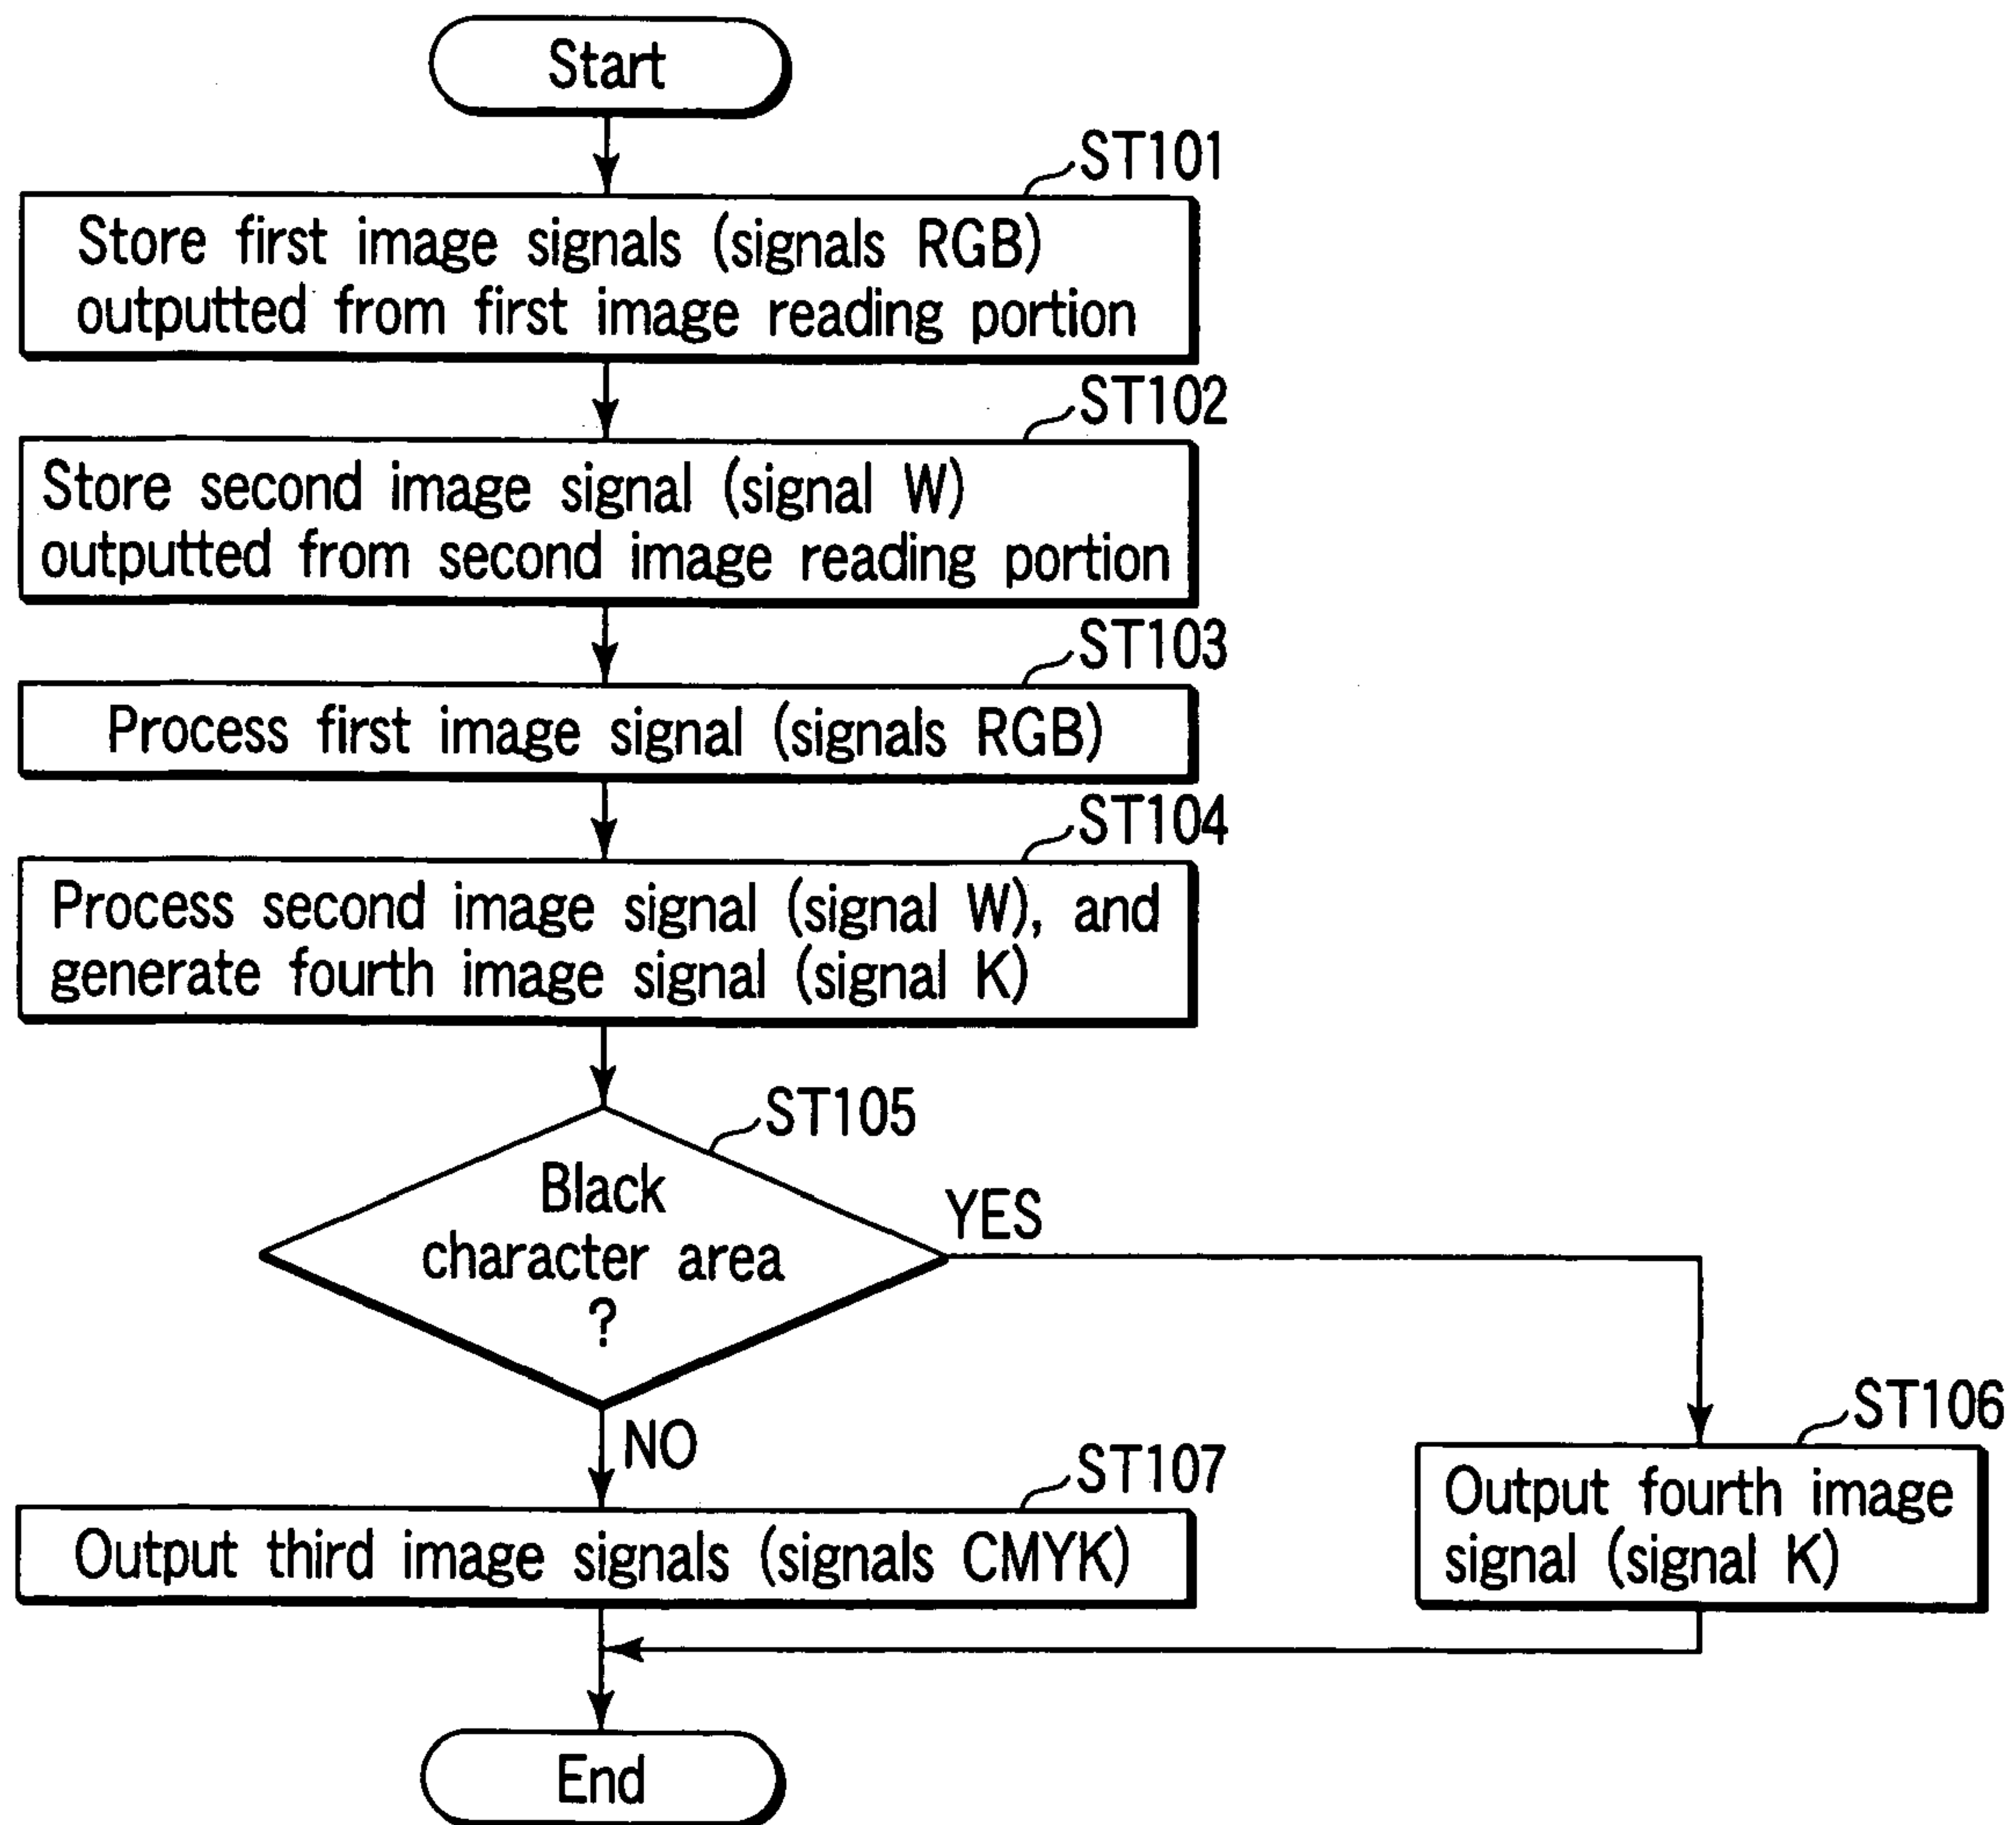 Start
ST101
Store first image signals (signals RGB)
outputted from first image reading portion
ST102
Store second image signal (signal W)
outputted from second image reading portion
ST103
Process first image signal (signals RGB)
ST104
Process second image signal (signal W), and
generate fourth image signal (signal K)
ST105
Black
character area
?
YES
NO
ST106
Output fourth image
signal (signal K)
ST107
Output third image signals (signals CMYK)
End